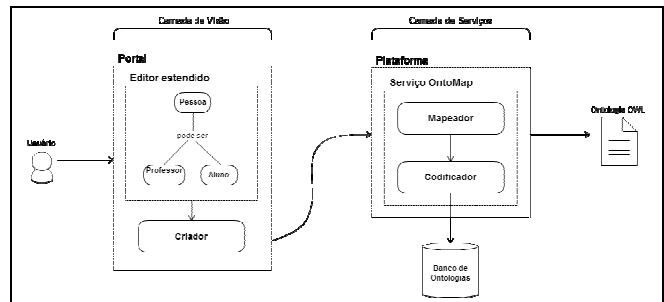 Camada de Visão
Camada de Serviços
Portal
Plataforma
Editor estendido
Serviço OntoMap
Pessoa
Mapeador
Ontologia OWL
pode ser
Usuário
Professor
Aluno
Codificador
Criador
Banco de
Ontologias